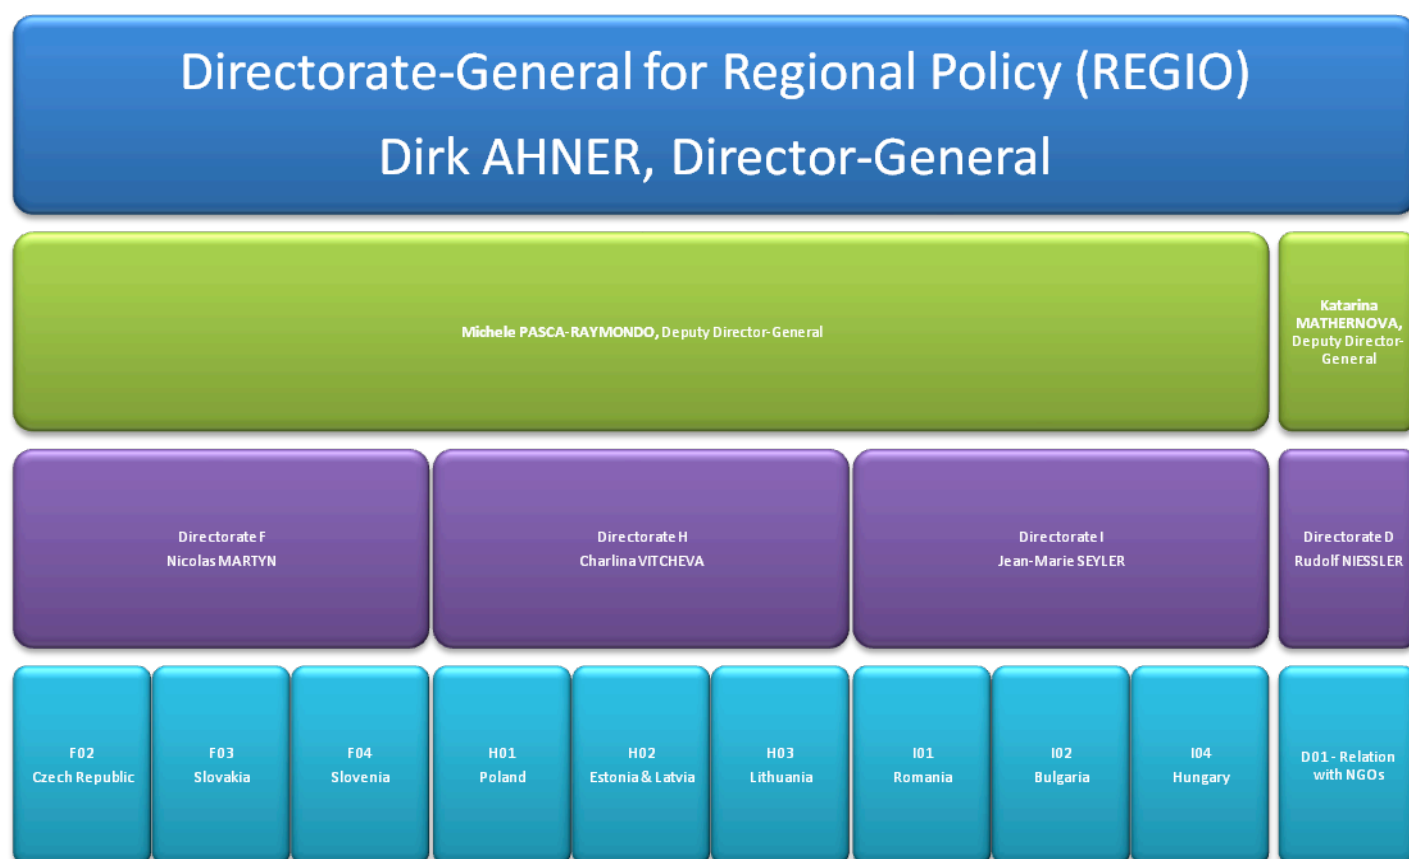 Directorate-General for Regional Policy (REGIO)
Dirk AHNER, Director-General
Michele PASCA-RAYMONDO, Deputy Director-General
Katarina
MATHERNOVA,
Deputy Director-
General
Directorate F
Nicolas MARTYN
Directorate H
Charlina VITCHEVA
Directorate I
Jean-Marie SEYLER
Directorate D
Rudolf NIESSLER
F02
Czech Republic
F03
Slovakia
F04
Slovenia
H01
Poland
H02
Estonia & Latvia
H03
Lithuania
I01
Romania
I02
Bulgaria
I04
Hungary
D01 - Relation
with NGOs